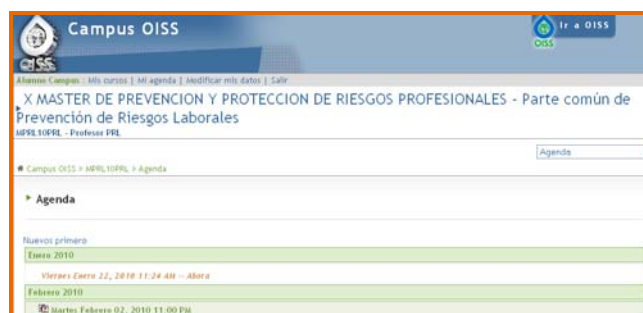 Campus OISS
Ir a OISS
OISS
OISS
Alumno Campus : Mis cursos | Mi agenda | Modificar mis datos | Salir
X MASTER DE PREVENCION Y PROTECCION DE RIESGOS PROFESIONALES - Parte común de
Prevención de Riesgos Laborales
MPRL10PRL - Profesor PRL
Agenda
Campus OISS > MPRL10PRL > Agenda
Agenda
Nuevos primero
Enero 2010
Viernes Enero 22, 2010 11:24 AM -- Ahora
Febrero 2010
Martes Febrero 02, 2010 11:00 PM